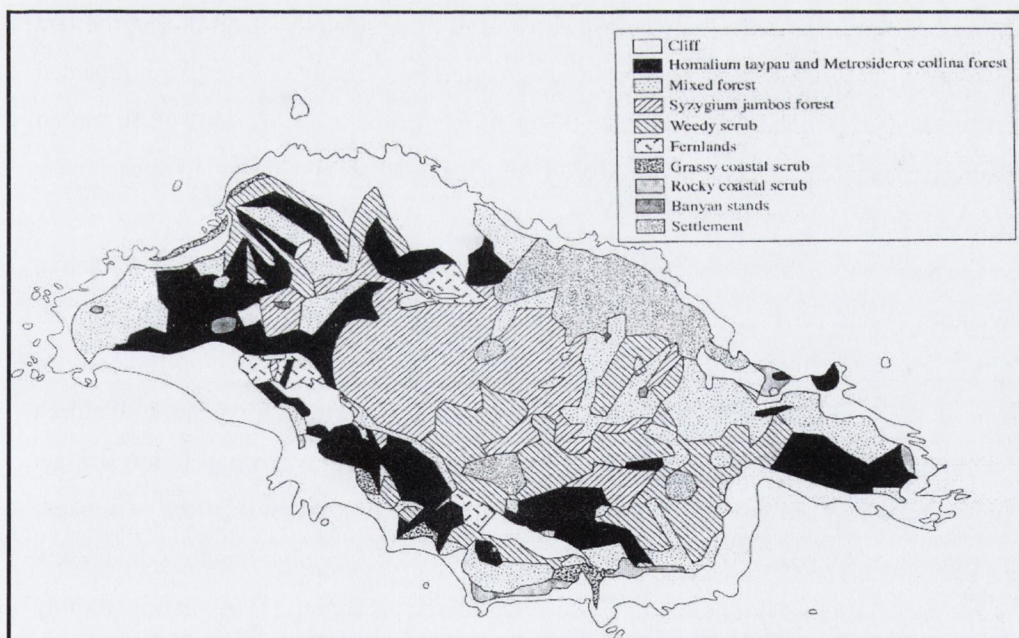 Cliff
Homalium taypau and Metrosideros collina forest
Mixed forest
Syzygium jambos forest
Weedy scrub
Fernlands
Grassy coastal scrub
Rocky coastal scrub
Banyan stands
Settlement